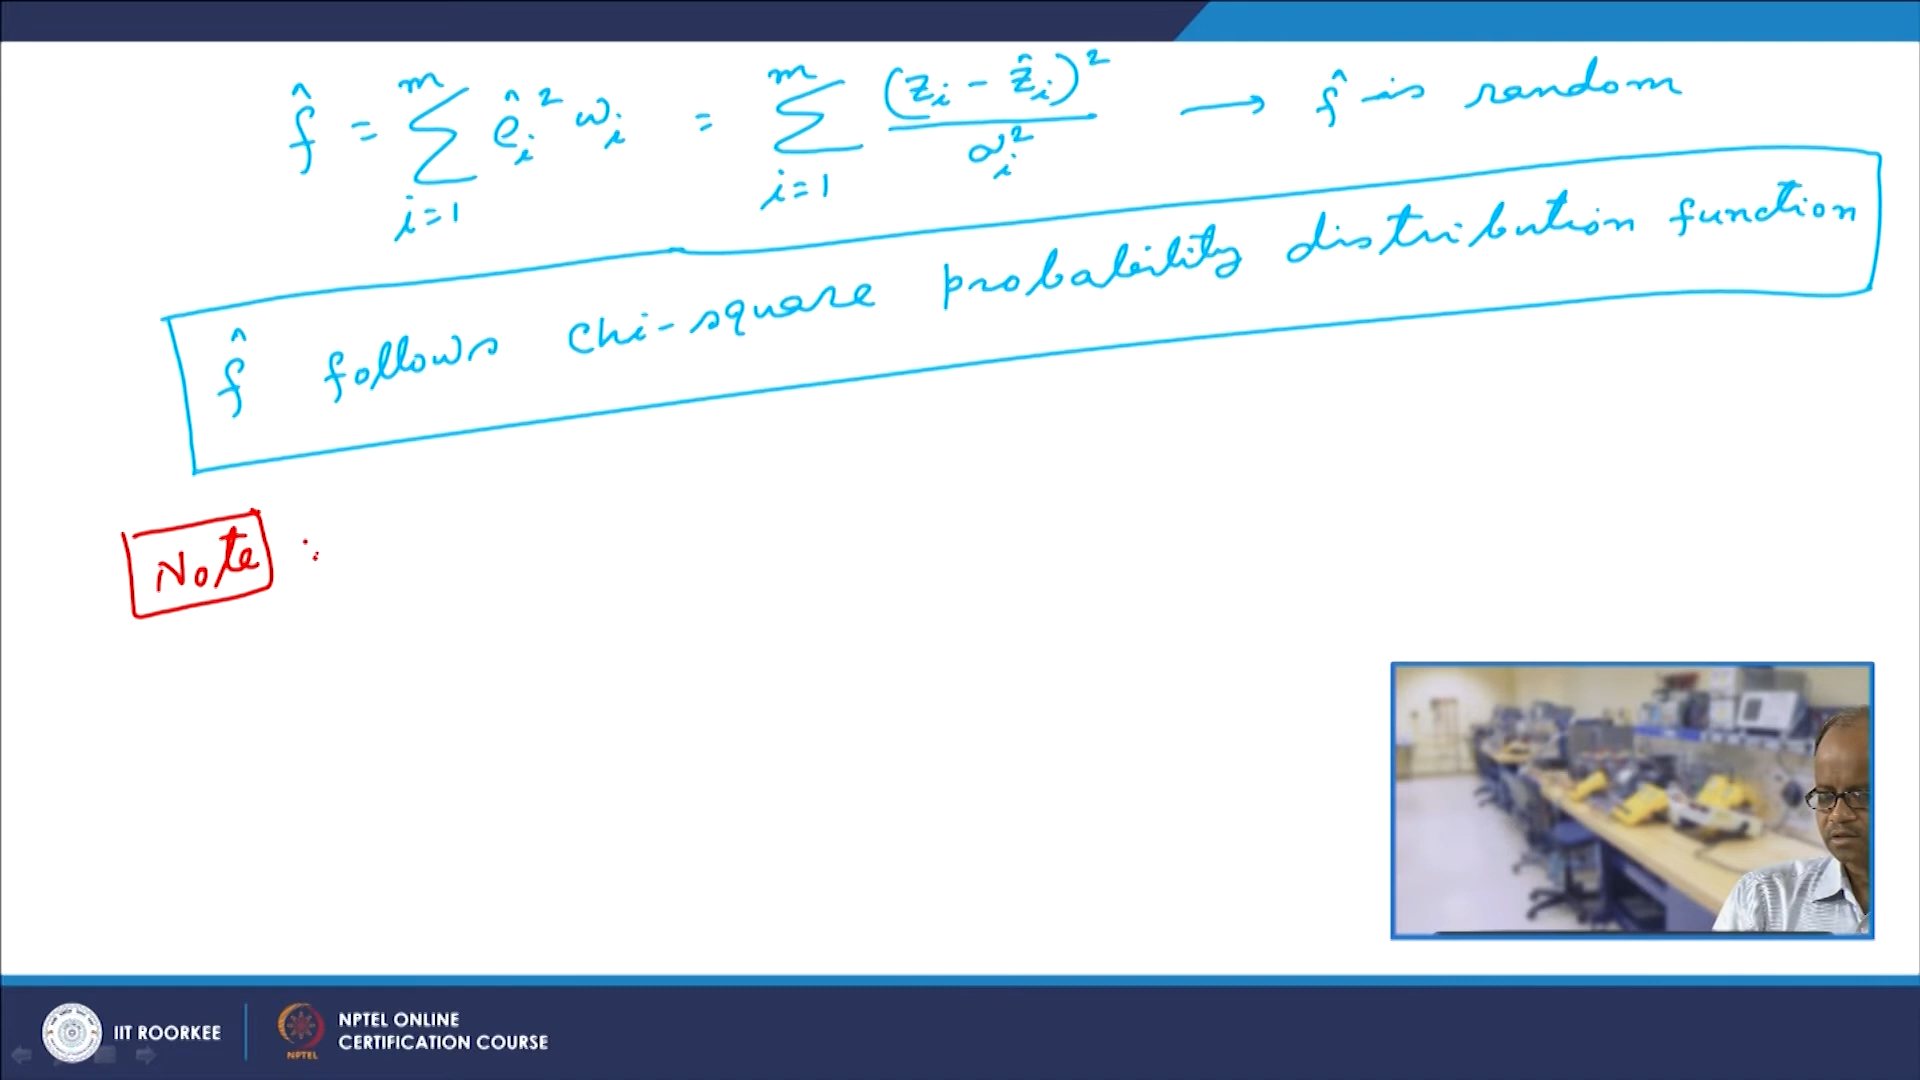 f̂ = Σ_{i=1}^{m} ê_i² w_i = Σ_{i=1}^{m} (z_i - ẑ_i)² / σ_i² → f̂ is random
f̂ follows Chi-square probability distribution function
Note :
IIT ROORKEE
NPTEL
NPTEL ONLINE
CERTIFICATION COURSE